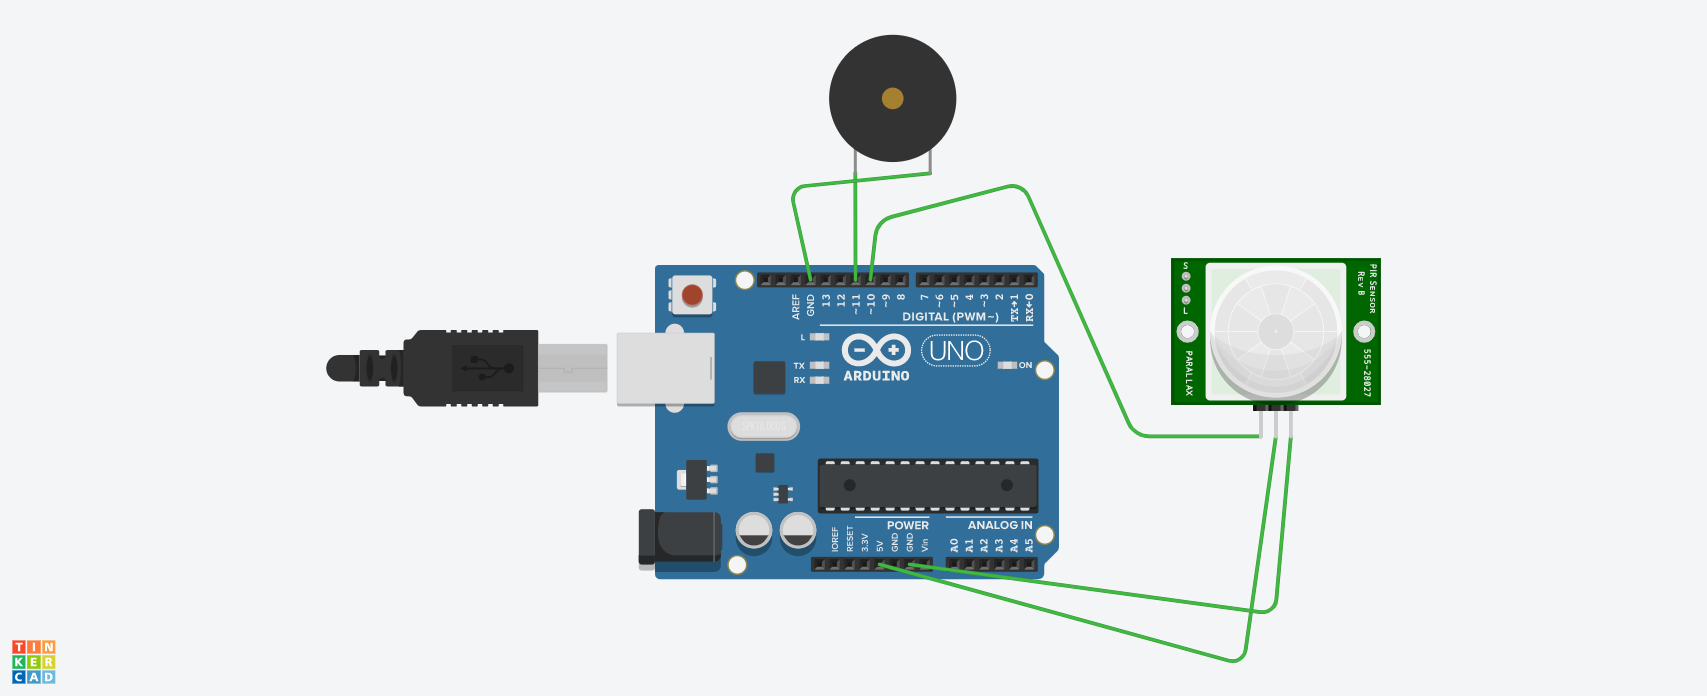 AREF
GND
13
12
~11
~10
~9
8
7
~6
~5
4
~3
2
TX→1
RX←0
DIGITAL (PWM~)
L
TX
RX
UNO
ARDUINO
ON
S
L
PARALLAX
PIR SENSOR
Rev B
555-28027
POWER
ANALOG IN
IOREF
RESET
3.3V
5V
GND
GND
Vin
A0
A1
A2
A3
A4
A5
TIN
KER
CAD